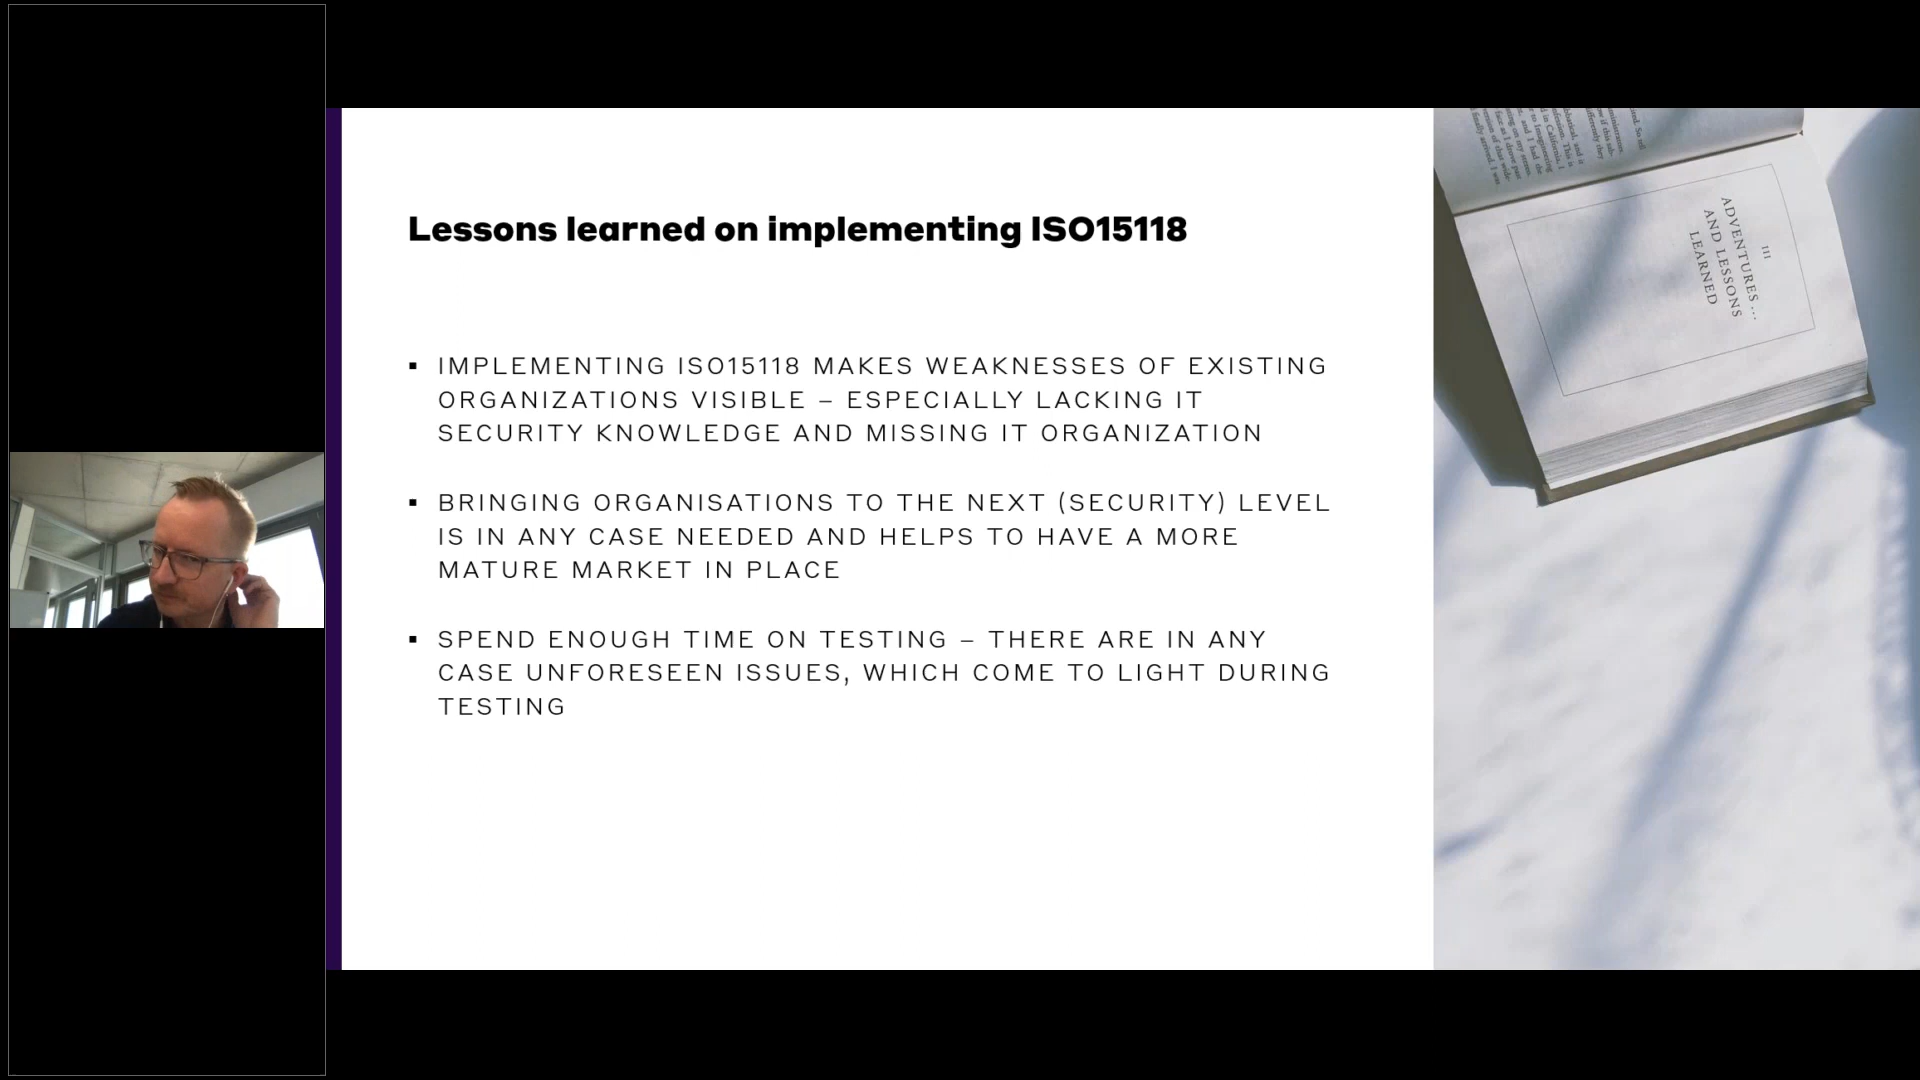 Lessons learned on implementing ISO15118
▪ IMPLEMENTING ISO15118 MAKES WEAKNESSES OF EXISTING
ORGANIZATIONS VISIBLE – ESPECIALLY LACKING IT
SECURITY KNOWLEDGE AND MISSING IT ORGANIZATION
▪ BRINGING ORGANISATIONS TO THE NEXT (SECURITY) LEVEL
IS IN ANY CASE NEEDED AND HELPS TO HAVE A MORE
MATURE MARKET IN PLACE
▪ SPEND ENOUGH TIME ON TESTING – THERE ARE IN ANY
CASE UNFORESEEN ISSUES, WHICH COME TO LIGHT DURING
TESTING
III
ADVENTURES ...
AND LESSONS
LEARNED